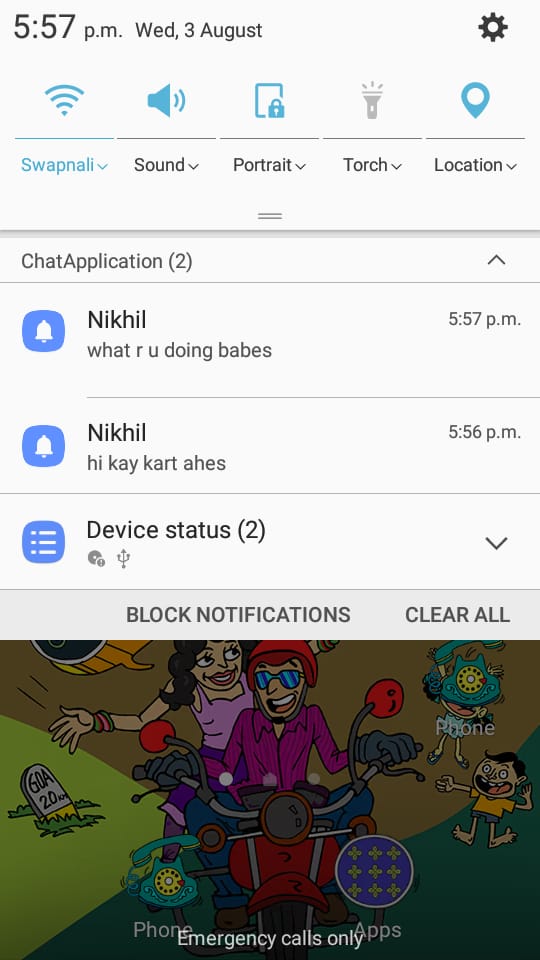 5:57 p.m. Wed, 3 August
Swapnali Sound Portrait Torch Location
ChatApplication (2)
Nikhil 5:57 p.m.
what r u doing babes
Nikhil 5:56 p.m.
hi kay kart ahes
Device status (2)
BLOCK NOTIFICATIONS CLEAR ALL
Phone
GOA
20 KM
Phone Apps
Emergency calls only